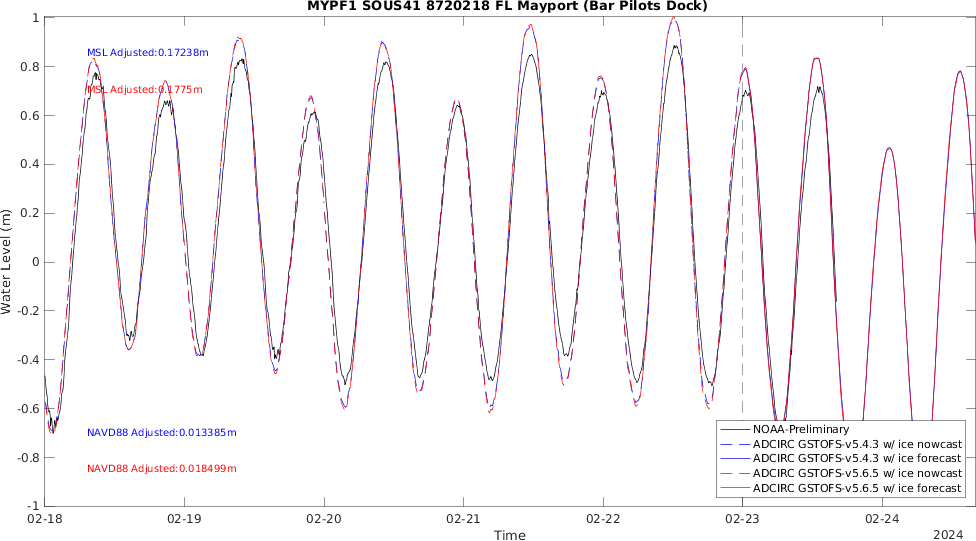 MYPF1 SOUS41 8720218 FL Mayport (Bar Pilots Dock)
1
0.8
0.6
0.4
0.2
0
-0.2
-0.4
-0.6
-0.8
-1
Water Level (m)
MSL Adjusted:0.17238m
MSL Adjusted:0.1775m
NAVD88 Adjusted:0.013385m
NAVD88 Adjusted:0.018499m
NOAA-Preliminary
ADCIRC GSTOFS-v5.4.3 w/ ice nowcast
ADCIRC GSTOFS-v5.4.3 w/ ice forecast
ADCIRC GSTOFS-v5.6.5 w/ ice nowcast
ADCIRC GSTOFS-v5.6.5 w/ ice forecast
02-18 02-19 02-20 02-21 02-22 02-23 02-24
Time
2024